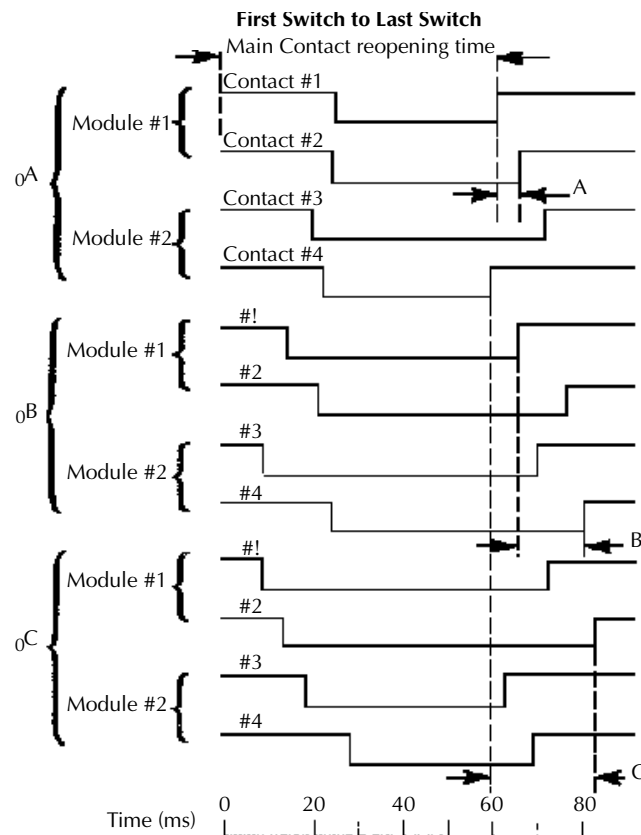 First Switch to Last Switch
Main Contact reopening time
Contact #1
Module #1
Contact #2
0A
A
Contact #3
Module #2
Contact #4
#!
Module #1
#2
0B
#3
Module #2
#4
B
#!
Module #1
#2
0C
#3
Module #2
#4
C
Time (ms) 0 20 40 60 80